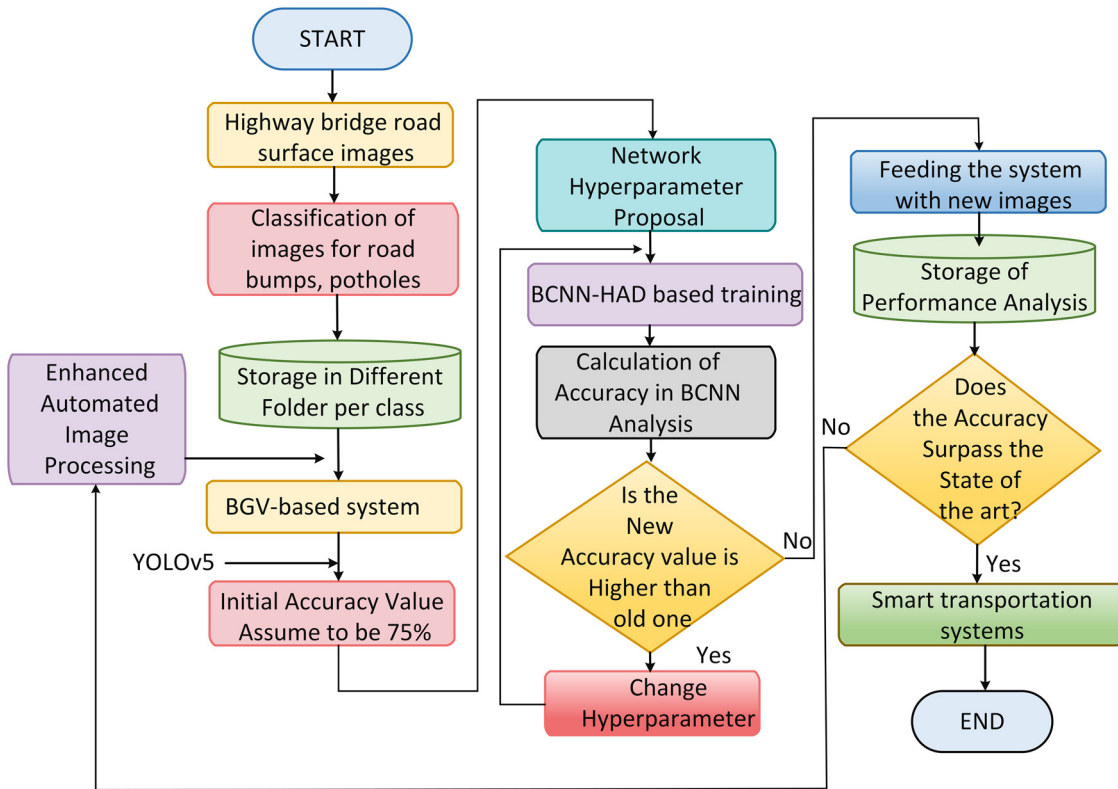 START
Highway bridge road
surface images
Classification of
images for road
bumps, potholes
Storage in Different
Folder per class
Enhanced
Automated
Image
Processing
BGV-based system
YOLOv5
Initial Accuracy Value
Assume to be 75%
Network
Hyperparameter
Proposal
BCNN-HAD based training
Calculation of
Accuracy in BCNN
Analysis
Is the
New
Accuracy value is
Higher than
old one
No
Yes
Change
Hyperparameter
Feeding the system
with new images
Storage of
Performance Analysis
Does
the Accuracy
Surpass the
State of
the art?
No
Yes
Smart transportation
systems
END